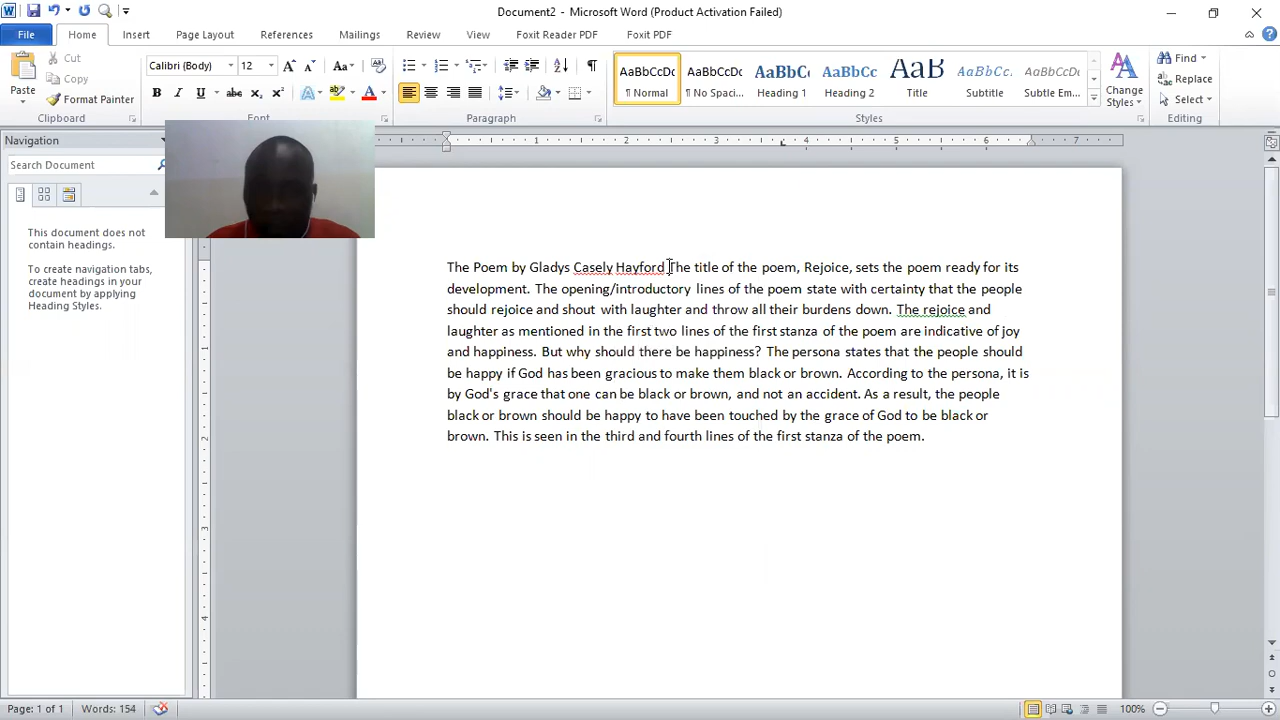 Document2 - Microsoft Word (Product Activation Failed)
File Home Insert Page Layout References Mailings Review View Foxit Reader PDF Foxit PDF
Paste Cut Copy Format Painter
Calibri (Body) 12
B I U abc x₂ x² A ab A
AaBbCcDc AaBbCcDc AaBbCc AaBbCc AaB AaBbCcDc AaBbCcDc
¶ Normal ¶ No Spaci... Heading 1 Heading 2 Title Subtitle Subtle Em...
Change Styles
Find
Replace
Select
Clipboard Font Paragraph Styles Editing
Navigation
Search Document
This document does not
contain headings.
To create navigation tabs,
create headings in your
document by applying
Heading Styles.
1 2 3 4 5 6 7
The Poem by Gladys Casely Hayford The title of the poem, Rejoice, sets the poem ready for its
development. The opening/introductory lines of the poem state with certainty that the people
should rejoice and shout with laughter and throw all their burdens down. The rejoice and
laughter as mentioned in the first two lines of the first stanza of the poem are indicative of joy
and happiness. But why should there be happiness? The persona states that the people should
be happy if God has been gracious to make them black or brown. According to the persona, it is
by God's grace that one can be black or brown, and not an accident. As a result, the people
black or brown should be happy to have been touched by the grace of God to be black or
brown. This is seen in the third and fourth lines of the first stanza of the poem.
Page: 1 of 1 Words: 154 100%